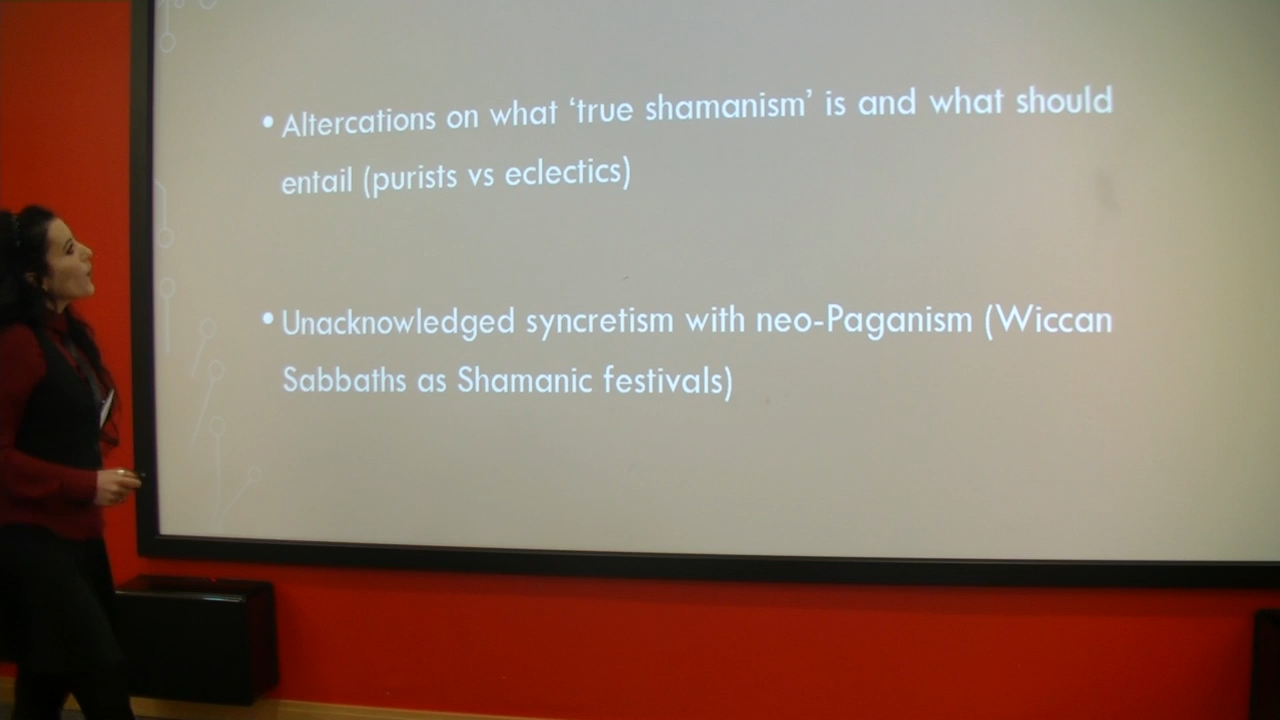 • Altercations on what ‘true shamanism’ is and what should
entail (purists vs eclectics)
• Unacknowledged syncretism with neo-Paganism (Wiccan
Sabbaths as Shamanic festivals)